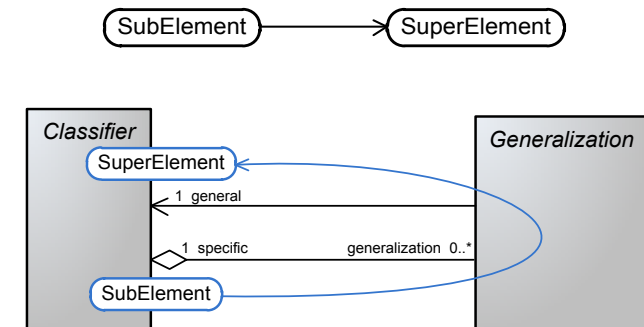 SubElement SuperElement
Classifier
Generalization
SuperElement
1 general
1 specific generalization 0..*
SubElement